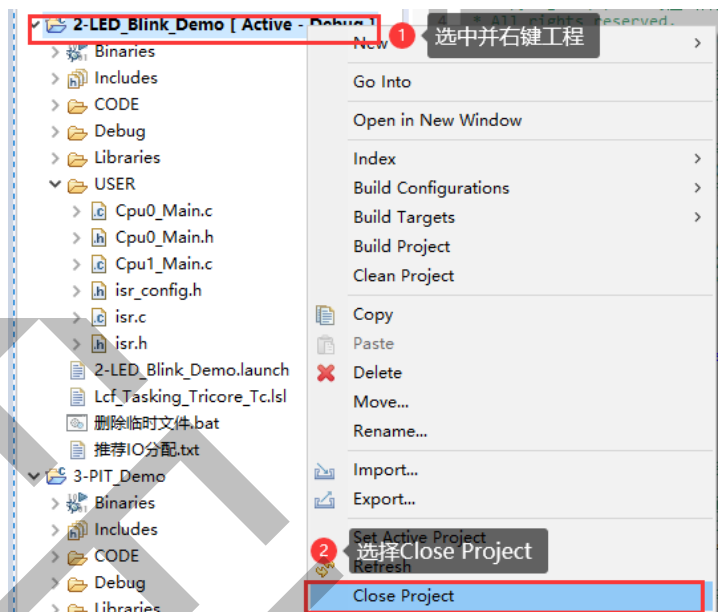 2-LED_Blink_Demo [ Active - Debug ]
Binaries
Includes
CODE
Debug
Libraries
USER
Cpu0_Main.c
Cpu0_Main.h
Cpu1_Main.c
isr_config.h
isr.c
isr.h
2-LED_Blink_Demo.launch
Lcf_Tasking_Tricore_Tc.lsl
删除临时文件.bat
推荐IO分配.txt
3-PIT_Demo
Binaries
Includes
CODE
Debug
Libraries
4 * All rights reserved.
1 选中并右键工程
New
Go Into
Open in New Window
Index
Build Configurations
Build Targets
Build Project
Clean Project
Copy
Paste
Delete
Move...
Rename...
Import...
Export...
Set Active Project
2 选择Close Project
Refresh
Close Project